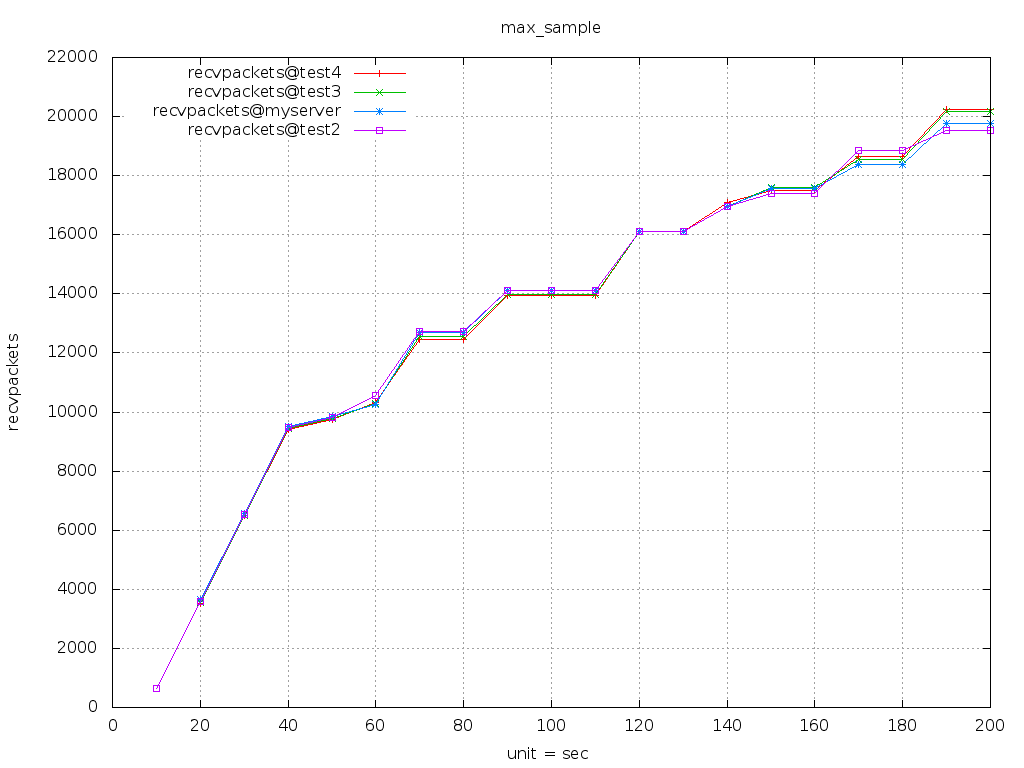 max_sample
22000
20000
18000
16000
14000
12000
10000
8000
6000
4000
2000
0
recvpackets
recvpackets@test4
recvpackets@test3
recvpackets@myserver
recvpackets@test2
0 20 40 60 80 100 120 140 160 180 200
unit = sec